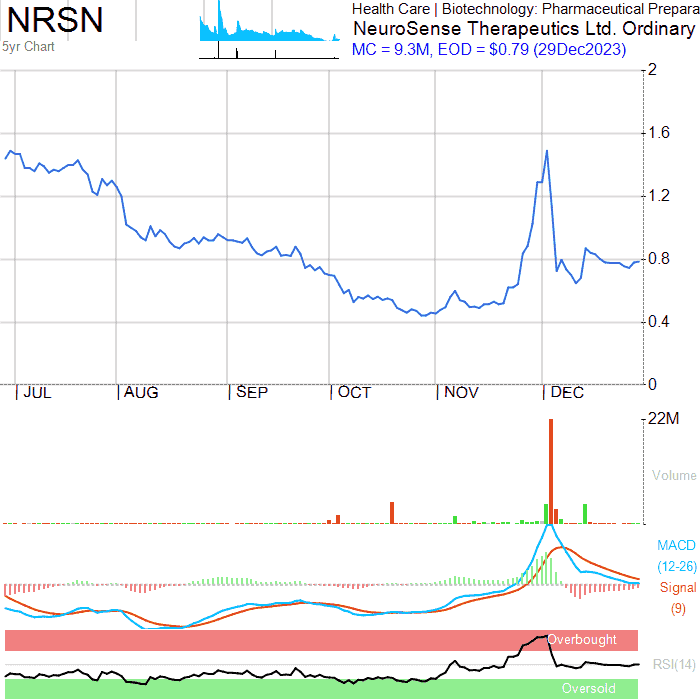 NRSN
5yr Chart
Health Care | Biotechnology: Pharmaceutical Prepara
NeuroSense Therapeutics Ltd. Ordinary
MC = 9.3M, EOD = $0.79 (29Dec2023)
2
1.6
1.2
0.8
0.4
0
JUL
AUG
SEP
OCT
NOV
DEC
22M
Volume
MACD
(12-26)
Signal
(9)
Overbought
RSI(14)
Oversold